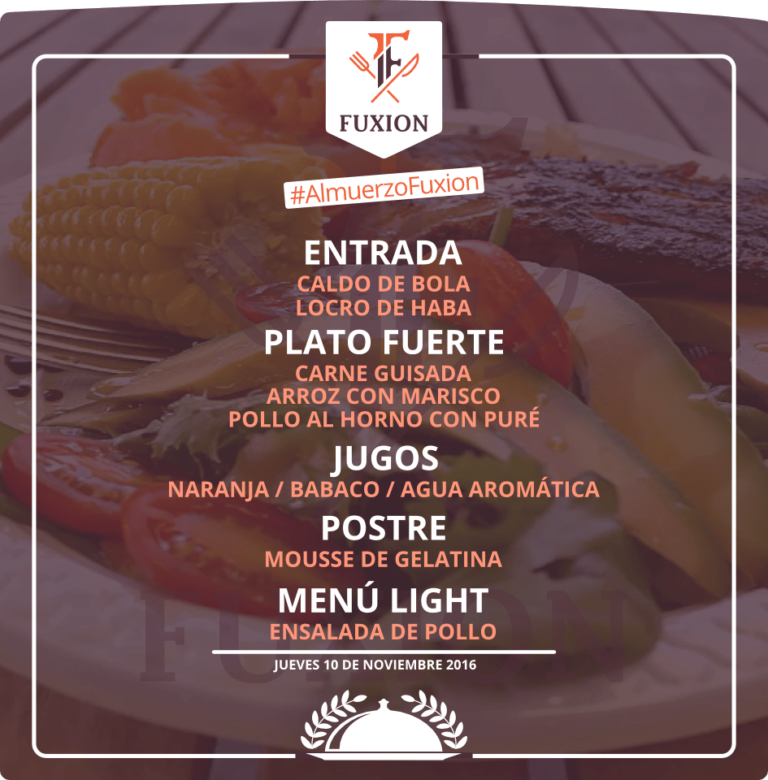 FUXION
#AlmuerzoFuxion
ENTRADA
CALDO DE BOLA
LOCRO DE HABA
PLATO FUERTE
CARNE GUISADA
ARROZ CON MARISCO
POLLO AL HORNO CON PURÉ
JUGOS
NARANJA / BABACO / AGUA AROMÁTICA
POSTRE
MOUSSE DE GELATINA
MENÚ LIGHT
ENSALADA DE POLLO
FUXION
JUEVES 10 DE NOVIEMBRE 2016